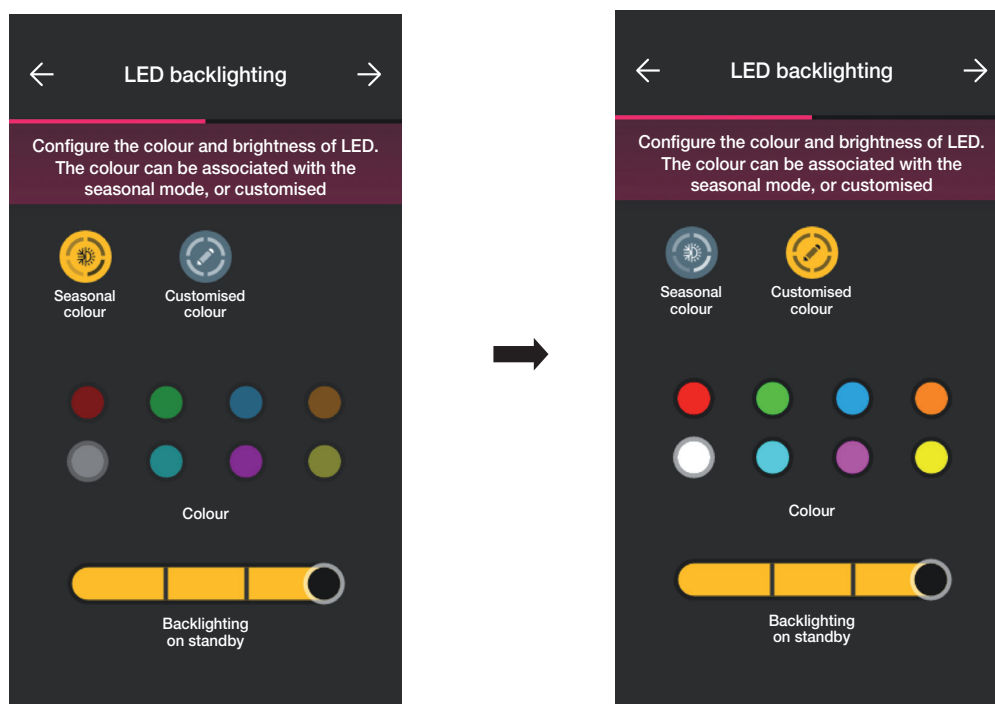 LED backlighting
Configure the colour and brightness of LED.
The colour can be associated with the
seasonal mode, or customised
Seasonal
colour
Customised
colour
Colour
Backlighting
on standby
LED backlighting
Configure the colour and brightness of LED.
The colour can be associated with the
seasonal mode, or customised
Seasonal
colour
Customised
colour
Colour
Backlighting
on standby